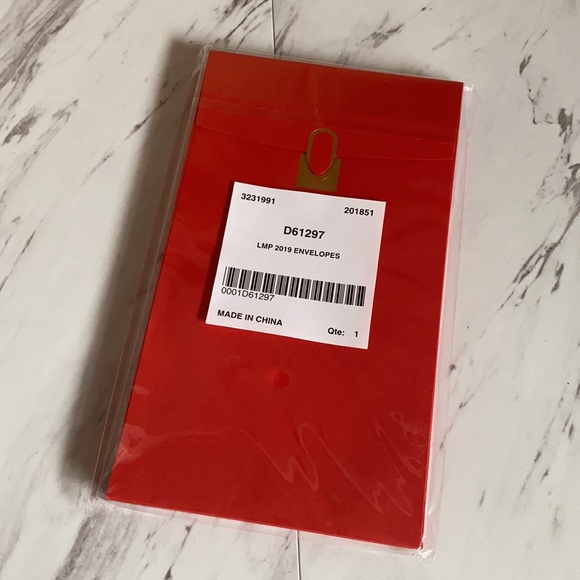 3231991 201851
D61297
LMP 2019 ENVELOPES
0001D61297
MADE IN CHINA Qte: 1